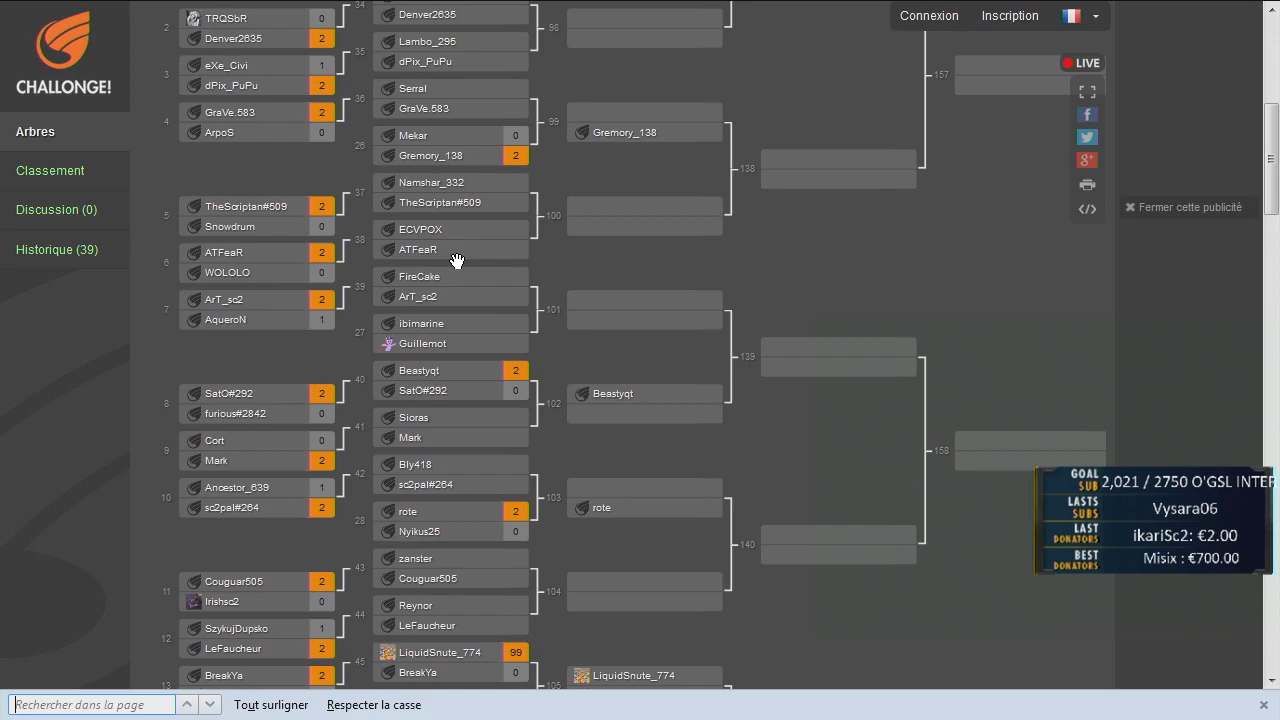 Connexion Inscription
CHALLONGE!
Arbres
Classement
Discussion (0)
Historique (39)
LIVE
Fermer cette publicité
2
TRQSbR 0
Denver2635 2
3
eXe_Civi 1
dPix_PuPu 2
4
GraVe.583 2
ArpoS 0
5
TheScriptan#509 2
Snowdrum 0
6
ATFeaR 2
WOLOLO 0
7
ArT_sc2 2
AqueroN 1
8
SatO#292 2
furious#2842 0
9
Cort 0
Mark 2
10
Ancestor_639 1
sc2pal#264 2
11
Couguar505 2
Irishsc2 0
12
SzykujDupsko 1
LeFaucheur 2
13
BreakYa 2
34
Denver2635
35
Lambo_295
dPix_PuPu
36
Serral
GraVe.583
26
Mekar 0
Gremory_138 2
37
Namshar_332
TheScriptan#509
38
ECVPOX
ATFeaR
39
FireCake
ArT_sc2
27
ibimarine
Guillemot
40
Beastyqt 2
SatO#292 0
41
Sioras
Mark
42
Bly418
sc2pal#264
28
rote 2
Nyikus25 0
43
zanster
Couguar505
44
Reynor
LeFaucheur
45
LiquidSnute_774 99
BreakYa 0
98
99
Gremory_138
100
101
102
Beastyqt
103
rote
104
105
LiquidSnute_774
138
139
140
157
158
GOAL SUB 2,021 / 2750 O'GSL INTER
LASTS SUBS Vysara06
LAST DONATORS ikariSc2: €2.00
BEST DONATORS Misix : €700.00
Rechercher dans la page Tout surligner Respecter la casse